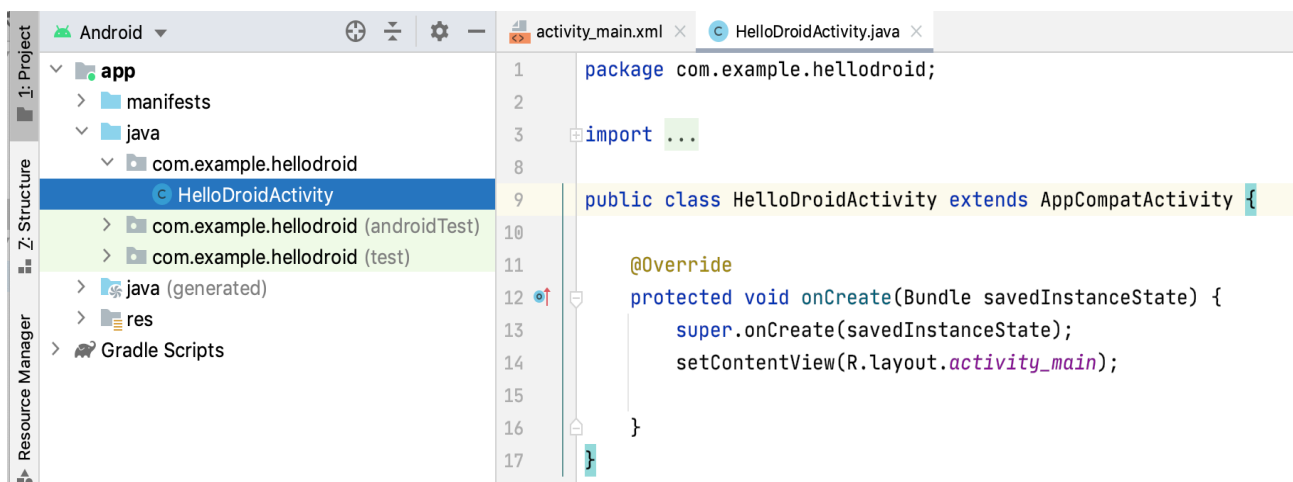 1: Project
Z: Structure
Resource Manager
Android
app
manifests
java
com.example.hellodroid
C HelloDroidActivity
com.example.hellodroid (androidTest)
com.example.hellodroid (test)
java (generated)
res
Gradle Scripts
activity_main.xml
C HelloDroidActivity.java
1 package com.example.hellodroid;
2
3 import ...
8
9 public class HelloDroidActivity extends AppCompatActivity {
10
11 @Override
12 protected void onCreate(Bundle savedInstanceState) {
13 super.onCreate(savedInstanceState);
14 setContentView(R.layout.activity_main);
15
16 }
17 }